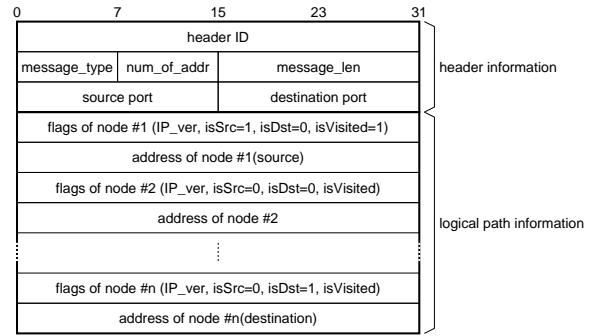 0 7 15 23 31
header ID
message_type num_of_addr message_len
header information
source port destination port
flags of node #1 (IP_ver, isSrc=1, isDst=0, isVisited=1)
address of node #1(source)
flags of node #2 (IP_ver, isSrc=0, isDst=0, isVisited)
address of node #2
logical path information
flags of node #n (IP_ver, isSrc=0, isDst=1, isVisited)
address of node #n(destination)